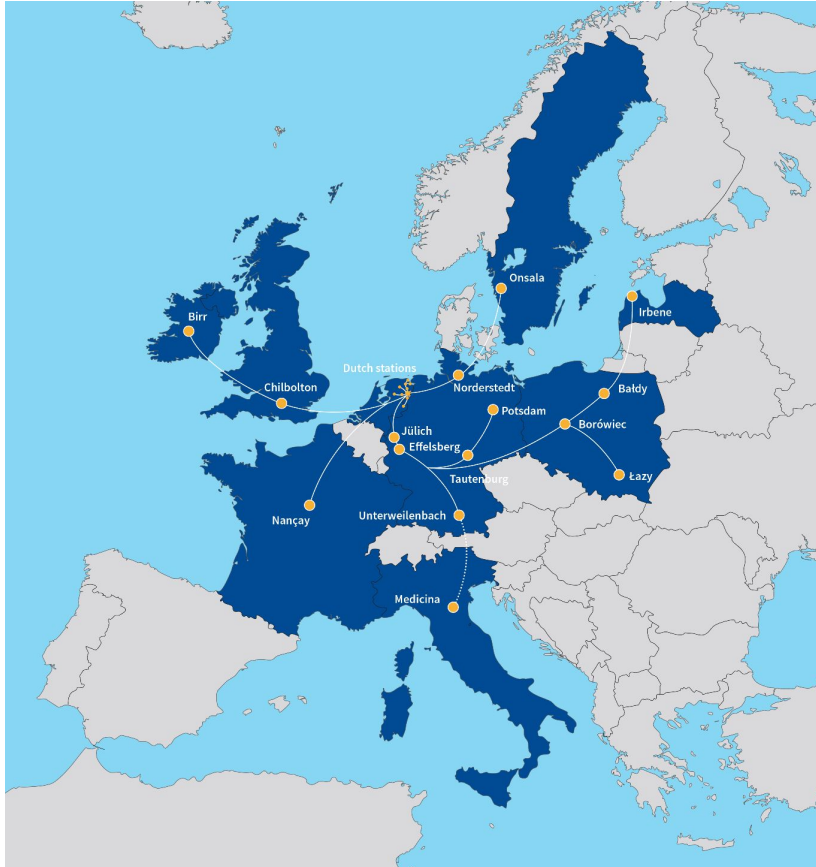 Onsala
Irbene
Birr
Dutch stations
Norderstedt
Chilbolton
Bałdy
Potsdam
Borówiec
Jülich
Effelsberg
Łazy
Tautenburg
Nançay
Unterweilenbach
Medicina